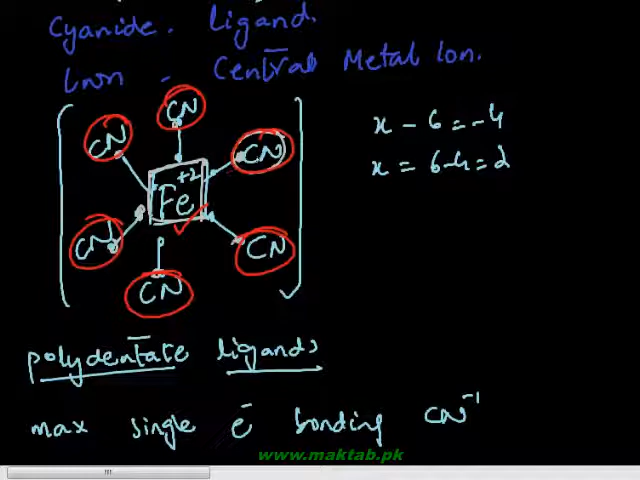 Cyanide. Ligand.
Iron - Central Metal Ion.
CN
CN
CN
x - 6 = -4
Fe +2
x = 6-4 = 2
CN
CN
CN
polydentate ligands
max single e⁻ bonding CN⁻¹
www.maktab.pk